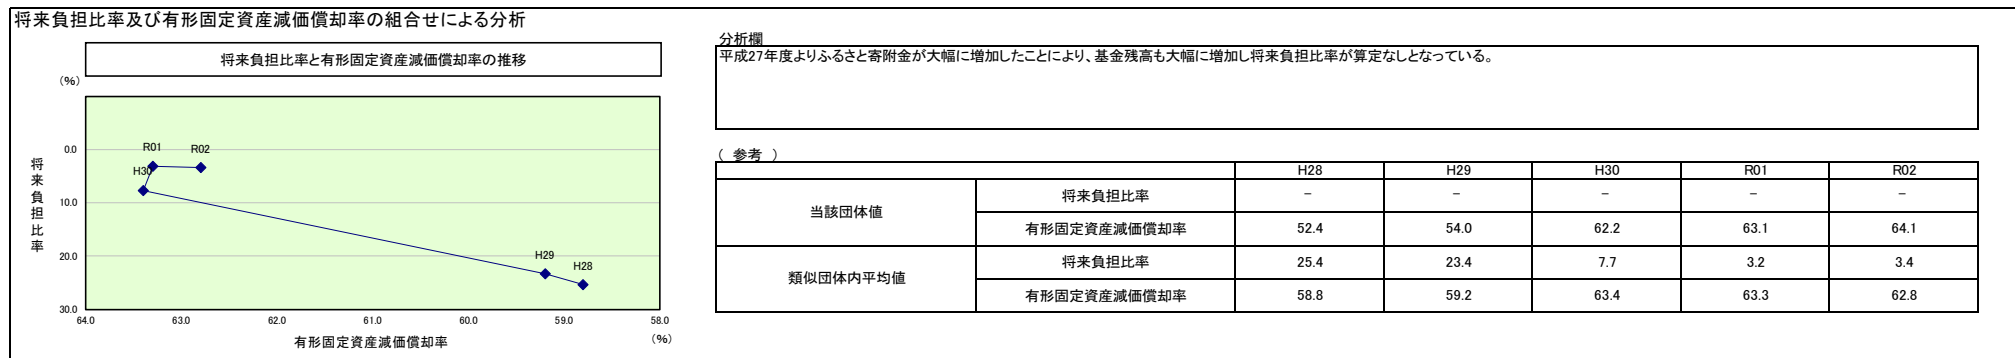 将来負担比率及び有形固定資産減価償却率の組合せによる分析
将来負担比率と有形固定資産減価償却率の推移
(%)
将来負担比率
0.0
10.0
20.0
30.0
R01
R02
H30
H29
H28
64.0 63.0 62.0 61.0 60.0 59.0 58.0
有形固定資産減価償却率
(%)
分析欄
平成27年度よりふるさと寄附金が大幅に増加したことにより、基金残高も大幅に増加し将来負担比率が算定なしとなっている。
( 参考 )
H28 H29 H30 R01 R02
当該団体値
将来負担比率 － － － － －
有形固定資産減価償却率 52.4 54.0 62.2 63.1 64.1
類似団体内平均値
将来負担比率 25.4 23.4 7.7 3.2 3.4
有形固定資産減価償却率 58.8 59.2 63.4 63.3 62.8